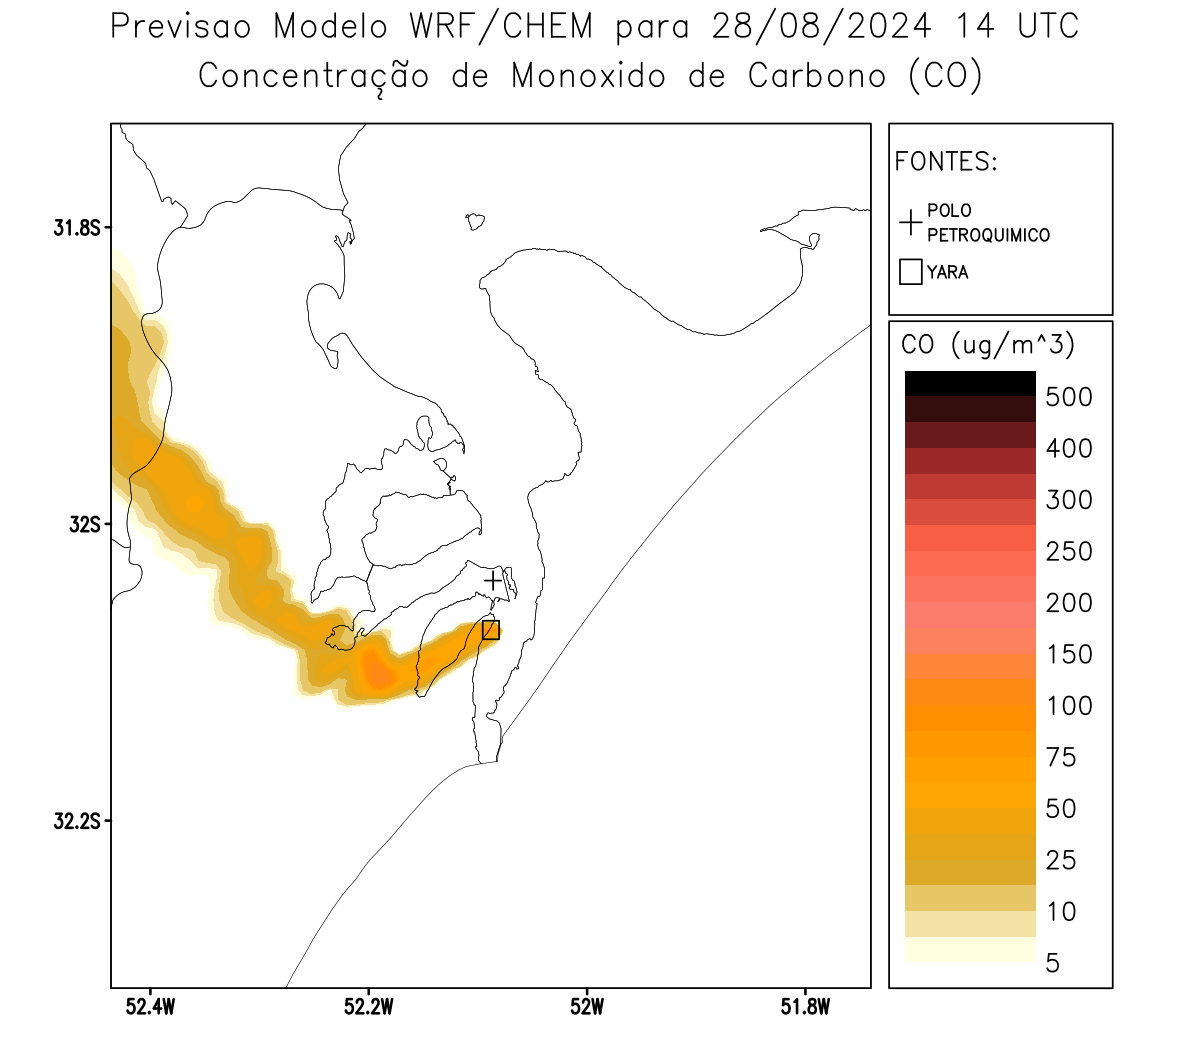 Previsao Modelo WRF/CHEM para 28/08/2024 14 UTC
Concentração de Monoxido de Carbono (CO)
FONTES:
POLO
PETROQUIMICO
YARA
CO (ug/m^3)
500
400
300
250
200
150
100
75
50
25
10
5
31.8S
32S
32.2S
52.4W
52.2W
52W
51.8W